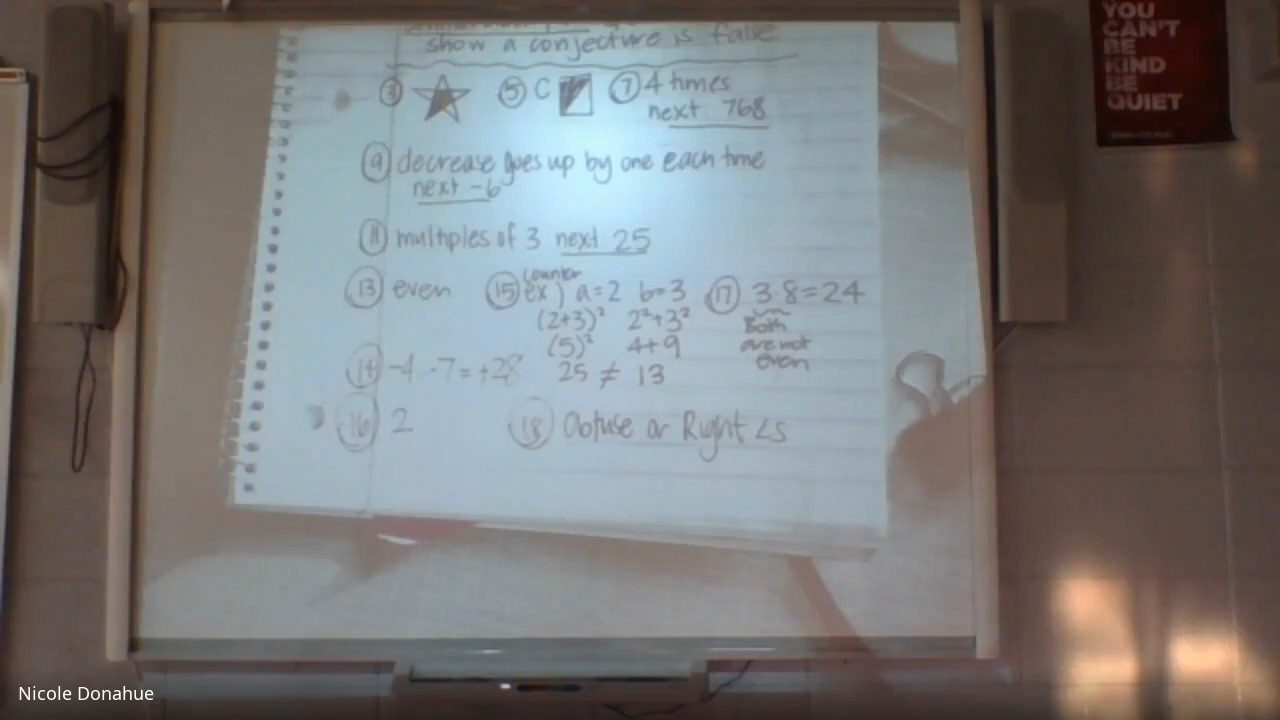 show a conjecture is false
③ ⑤ C ⑦ 4 times
next 768
⑨ decrease goes up by one each time
next -6
⑪ multiples of 3 next 25
⑬ even ⑮ counter ex) a=2 b=3 ⑰ 3·8=24
(2+3)² 2²+3² Both
(5)² 4+9 are not
even
⑭ -4 · -7 = +28 25 ≠ 13
⑯ 2 ⑱ Obtuse or Right ∠s
YOU
CAN'T
BE
KIND
BE
QUIET
Nicole Donahue